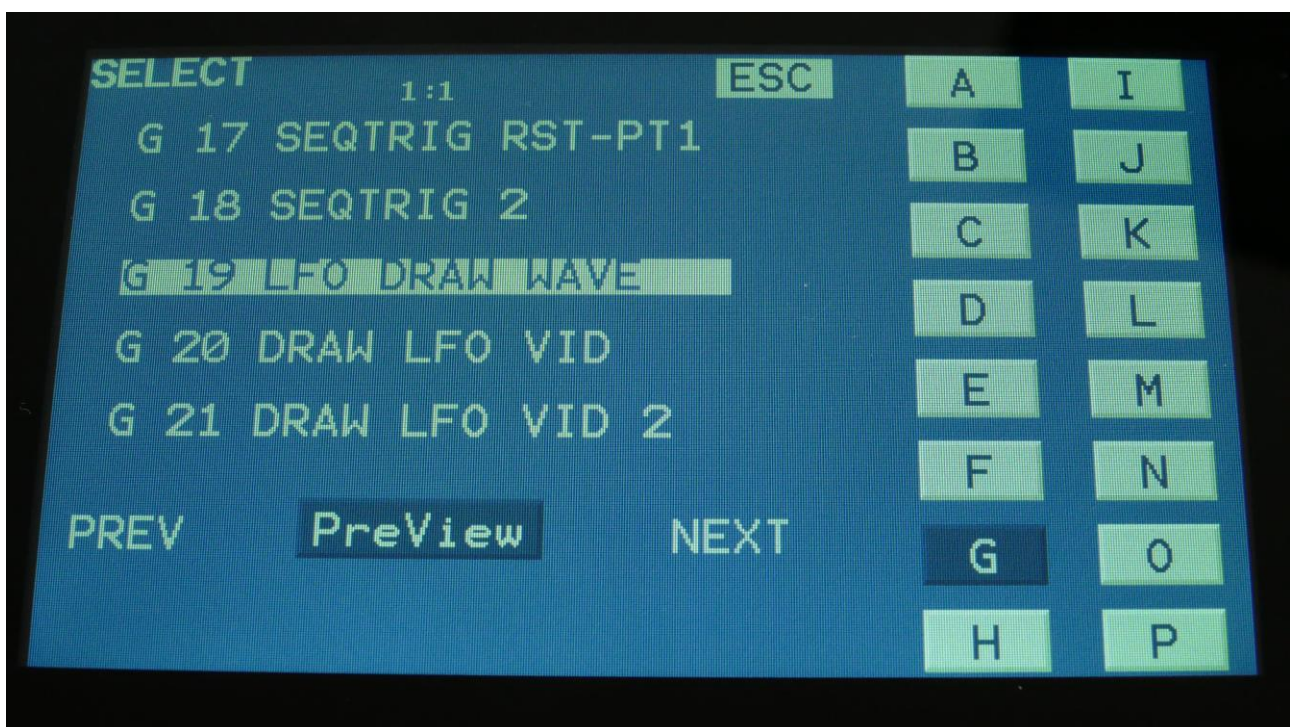 SELECT 1:1 ESC
G 17 SEQTRIG RST-PT1
G 18 SEQTRIG 2
G 19 LFO DRAW WAVE
G 20 DRAW LFO VID
G 21 DRAW LFO VID 2
PREV PreView NEXT
A I
B J
C K
D L
E M
F N
G O
H P